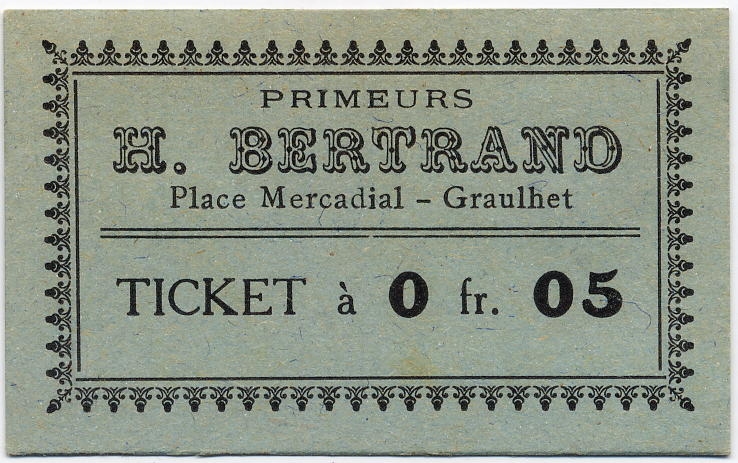 PRIMEURS
H. BERTRAND
Place Mercadial - Graulhet
TICKET à 0 fr. 05